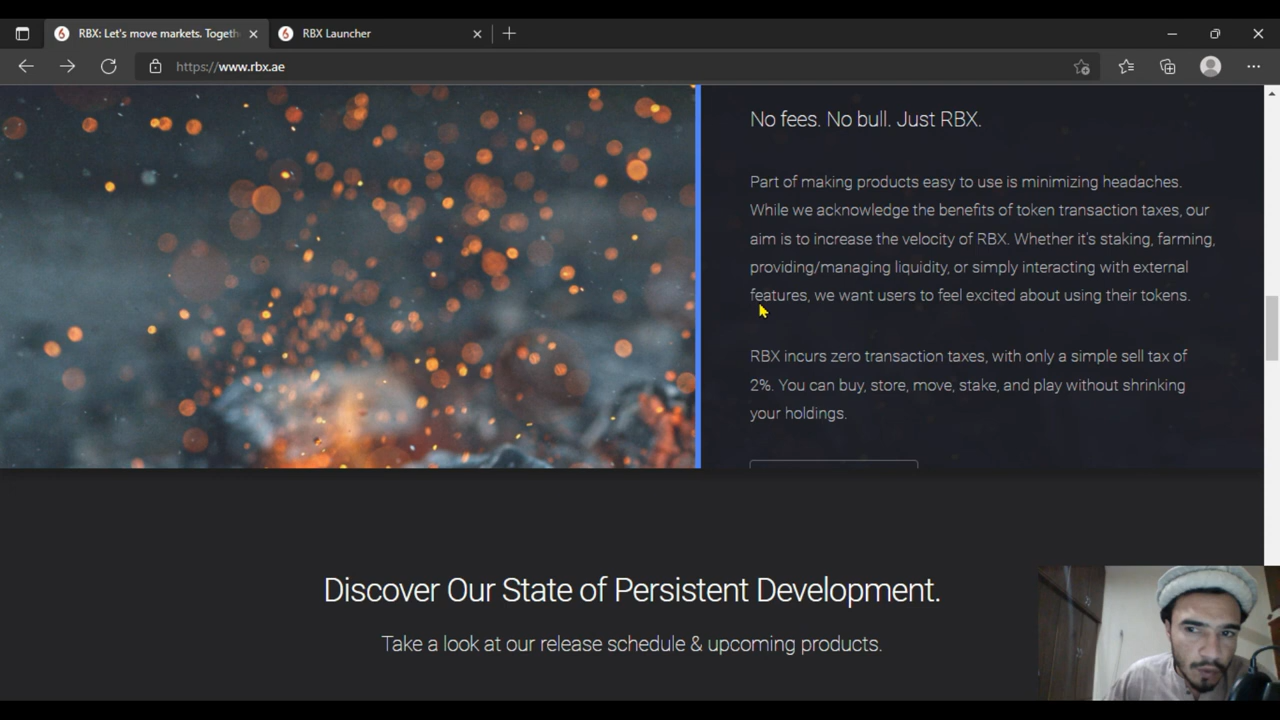 RBX: Let's move markets. Togeth
RBX Launcher
https://www.rbx.ae
No fees. No bull. Just RBX.
Part of making products easy to use is minimizing headaches.
While we acknowledge the benefits of token transaction taxes, our
aim is to increase the velocity of RBX. Whether it's staking, farming,
providing/managing liquidity, or simply interacting with external
features, we want users to feel excited about using their tokens.
RBX incurs zero transaction taxes, with only a simple sell tax of
2%. You can buy, store, move, stake, and play without shrinking
your holdings.
Discover Our State of Persistent Development.
Take a look at our release schedule & upcoming products.